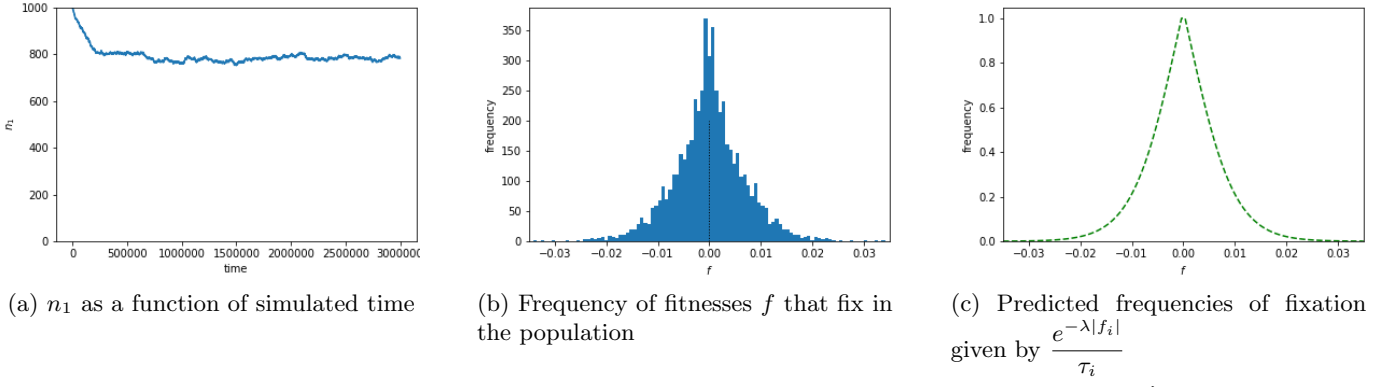 1000
800
600
400
200
0
n₁
0 500000 1000000 1500000 2000000 2500000 3000000
time
350
300
250
200
150
100
50
0
frequency
−0.03 −0.02 −0.01 0.00 0.01 0.02 0.03
f
1.0
0.8
0.6
0.4
0.2
0.0
frequency
−0.03 −0.02 −0.01 0.00 0.01 0.02 0.03
f
(a) n₁ as a function of simulated time
(b) Frequency of fitnesses f that fix in
the population
(c) Predicted frequencies of fixation
given by e^{−λ|fᵢ|} / τᵢ